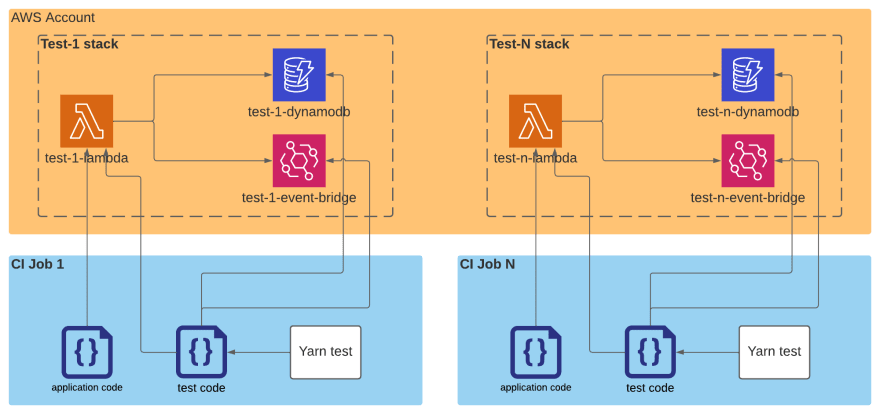 AWS Account
Test-1 stack
test-1-dynamodb
test-1-lambda
test-1-event-bridge
Test-N stack
test-n-dynamodb
test-n-lambda
test-n-event-bridge
CI Job 1
{}
application code
{}
test code
Yarn test
CI Job N
{}
application code
{}
test code
Yarn test